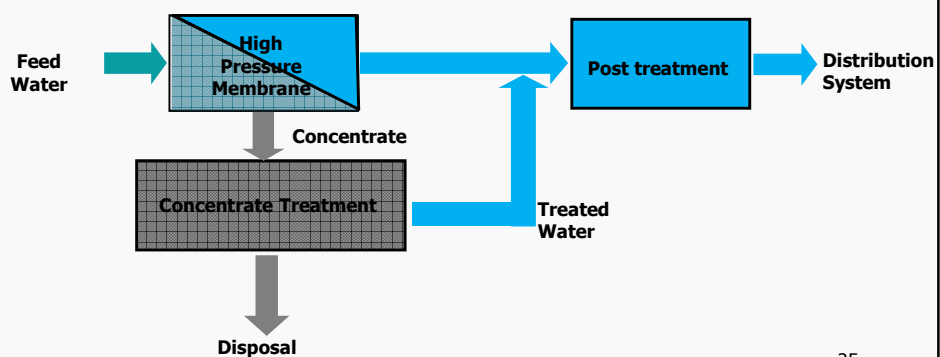 Feed
Water
High
Pressure
Membrane
Post treatment
Distribution
System
Concentrate
Concentrate Treatment
Treated
Water
Disposal